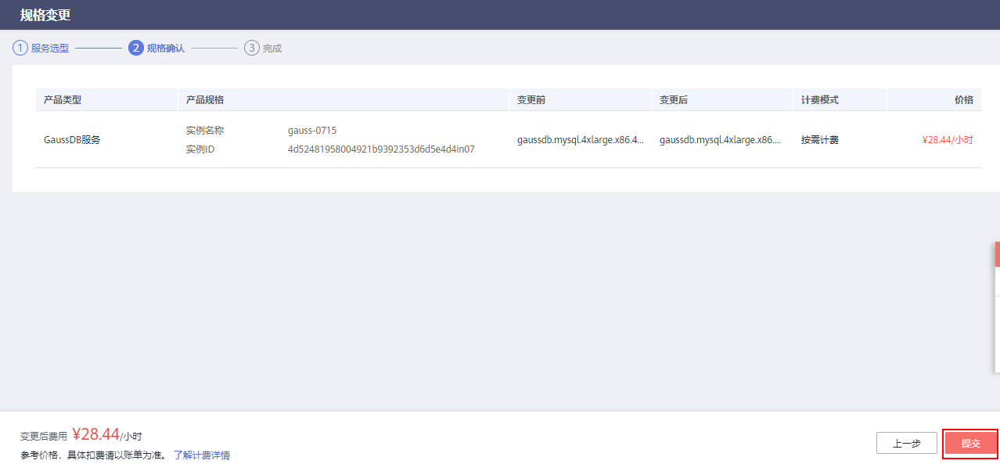 规格变更
1 服务选型 2 规格确认 3 完成
产品类型 产品规格 变更前 变更后 计费模式 价格
GaussDB服务 实例名称 gauss-0715 gaussdb.mysql.4xlarge.x86.4... gaussdb.mysql.4xlarge.x86.... 按需计费 ¥28.44/小时
实例ID 4d52481958004921b9392353d6d5e4d4in07
变更后费用 ¥28.44/小时
参考价格，具体扣费请以账单为准。 了解计费详情
上一步 提交